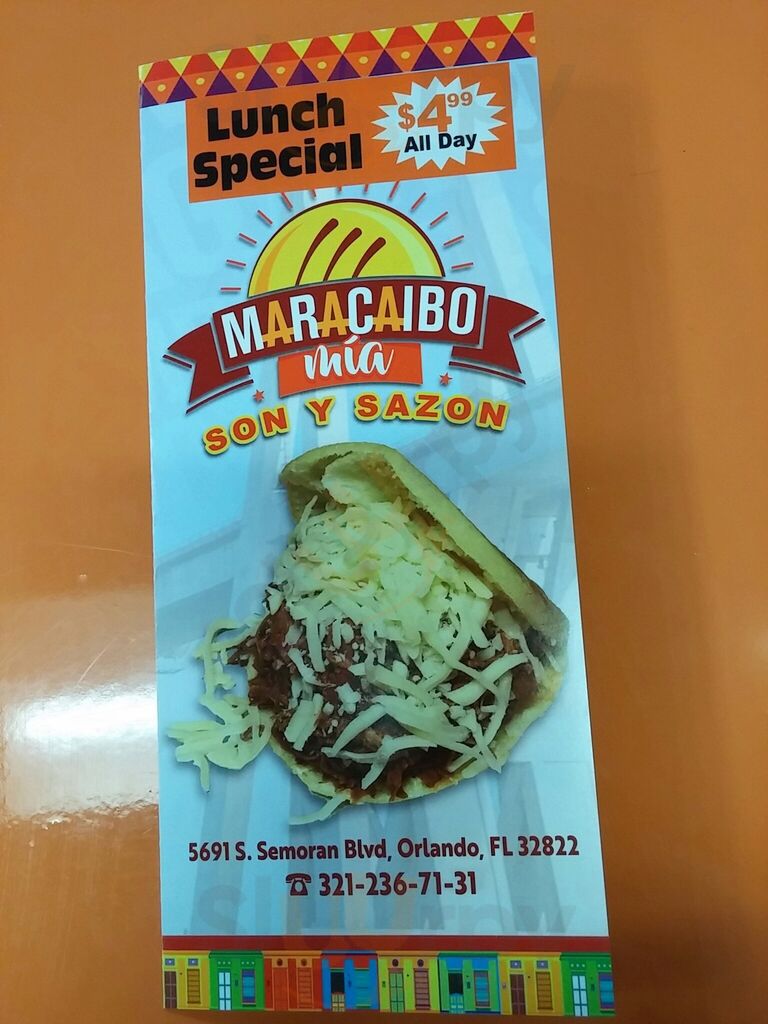 Lunch
Special
$4.99
All Day
MARACAIBO
mía
SON Y SAZON
5691 S. Semoran Blvd, Orlando, FL 32822
☎ 321-236-71-31